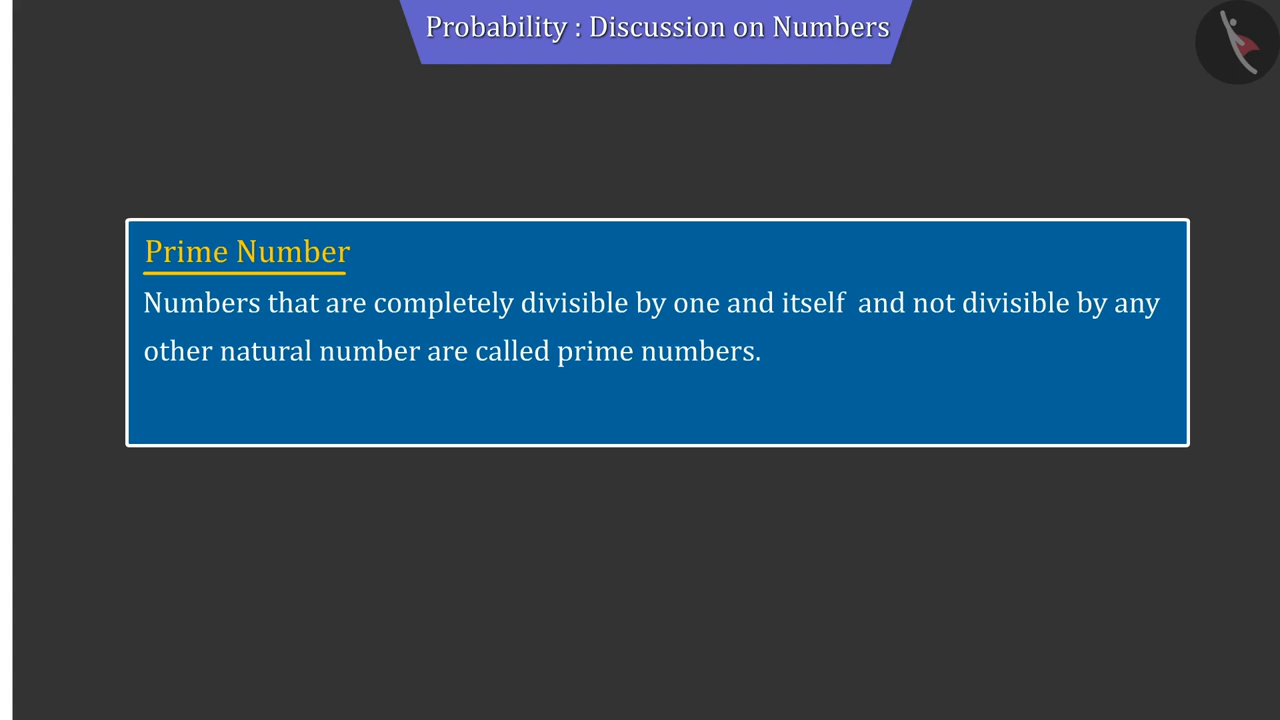 Probability : Discussion on Numbers
Prime Number
Numbers that are completely divisible by one and itself  and not divisible by any
other natural number are called prime numbers.